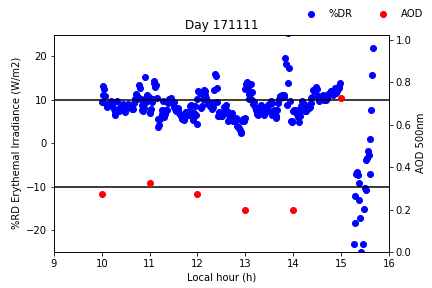 %DR AOD
Day 171111
%RD Erythermal Irradiance (W/m2)
20
10
0
−10
−20
1.0
0.8
0.6
0.4
0.2
0.0
AOD 500nm
9 10 11 12 13 14 15 16
Local hour (h)